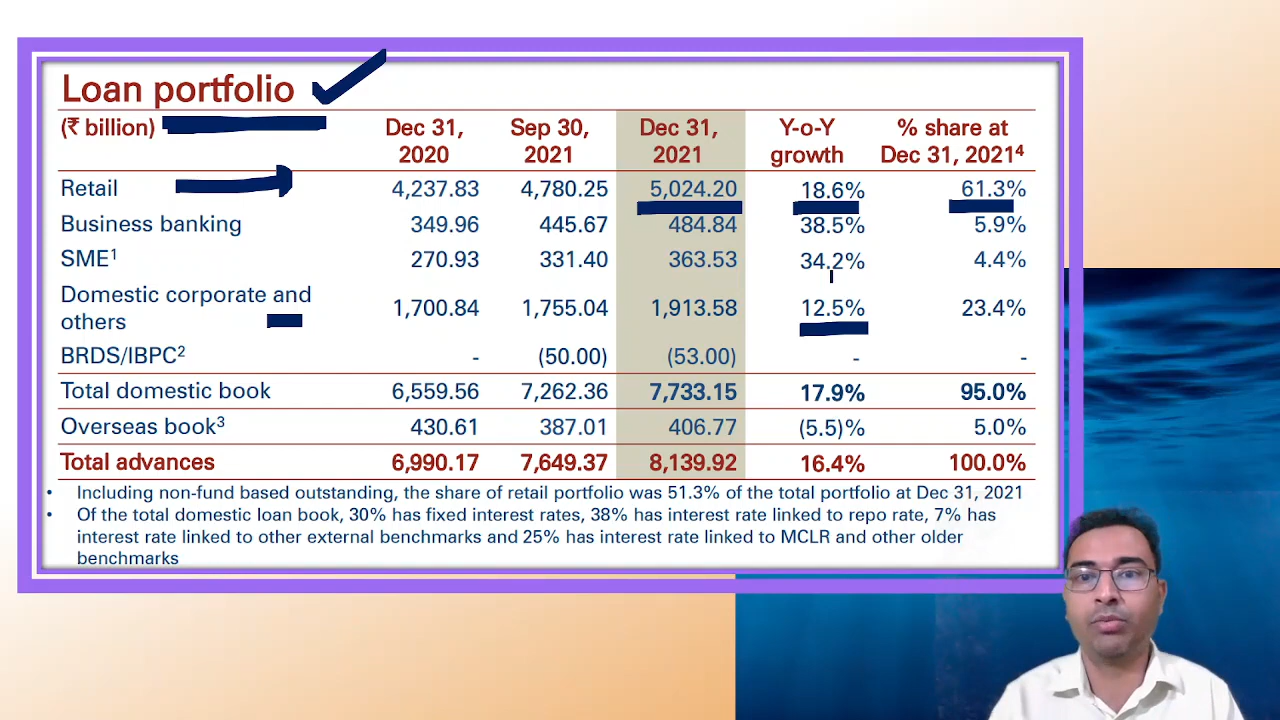 Loan portfolio
(₹ billion) Dec 31, 2020 Sep 30, 2021 Dec 31, 2021 Y-o-Y growth % share at Dec 31, 2021⁴
Retail 4,237.83 4,780.25 5,024.20 18.6% 61.3%
Business banking 349.96 445.67 484.84 38.5% 5.9%
SME¹ 270.93 331.40 363.53 34.2% 4.4%
Domestic corporate and others 1,700.84 1,755.04 1,913.58 12.5% 23.4%
BRDS/IBPC² - (50.00) (53.00) - -
Total domestic book 6,559.56 7,262.36 7,733.15 17.9% 95.0%
Overseas book³ 430.61 387.01 406.77 (5.5)% 5.0%
Total advances 6,990.17 7,649.37 8,139.92 16.4% 100.0%
• Including non-fund based outstanding, the share of retail portfolio was 51.3% of the total portfolio at Dec 31, 2021
• Of the total domestic loan book, 30% has fixed interest rates, 38% has interest rate linked to repo rate, 7% has
interest rate linked to other external benchmarks and 25% has interest rate linked to MCLR and other older
benchmarks